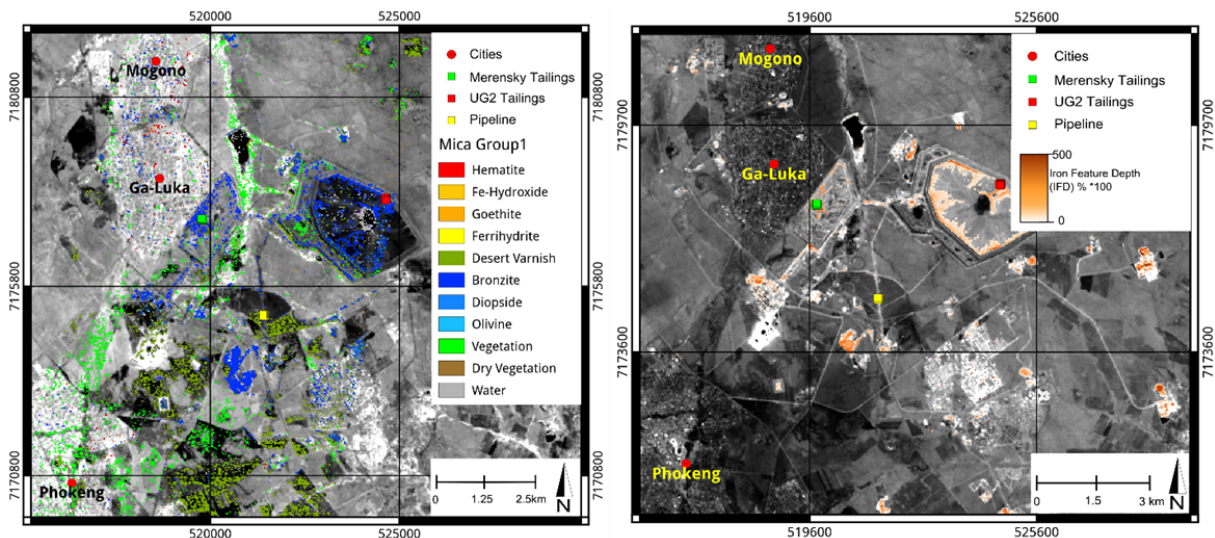 520000 525000
Mogono
Ga-Luka
Phokeng
7180800
7175800
7170800
7180800
7175800
7170800
Cities
Merensky Tailings
UG2 Tailings
Pipeline
Mica Group1
Hematite
Fe-Hydroxide
Goethite
Ferrihydrite
Desert Varnish
Bronzite
Diopside
Olivine
Vegetation
Dry Vegetation
Water
0 1.25 2.5km
N
520000 525000
519600 525600
Mogono
Ga-Luka
Phokeng
7179700
7173600
7179700
7173600
Cities
Merensky Tailings
UG2 Tailings
Pipeline
500
Iron Feature Depth
(IFD) % *100
0
0 1.5 3 km
N
519600 525600